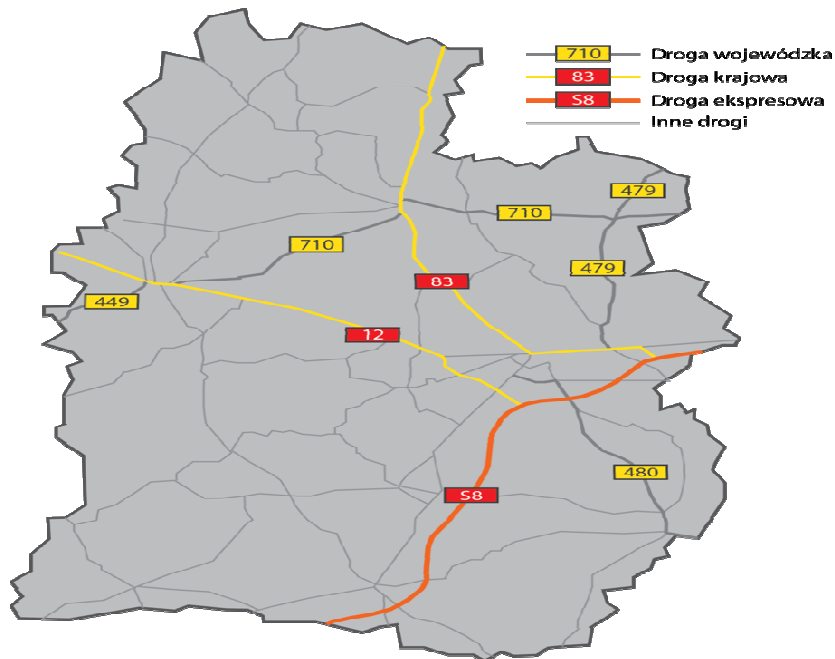 710 Droga wojewódzka
83 Droga krajowa
S8 Droga ekspresowa
Inne drogi
479
710
710
479
83
449
12
480
S8